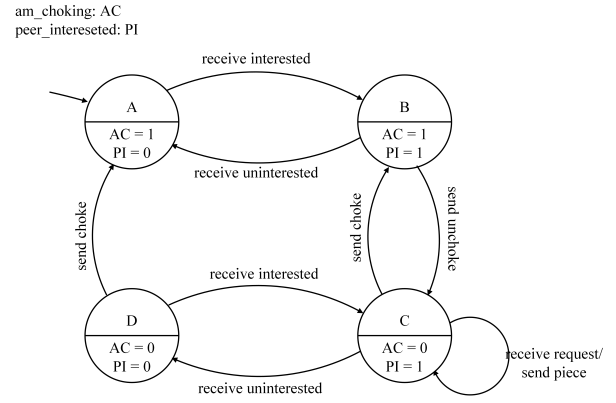 am_choking: AC
peer_intereseted: PI
receive interested
A
AC = 1
PI = 0
B
AC = 1
PI = 1
receive uninterested
send choke
send choke
send unchoke
receive interested
D
AC = 0
PI = 0
C
AC = 0
PI = 1
receive request/
send piece
receive uninterested